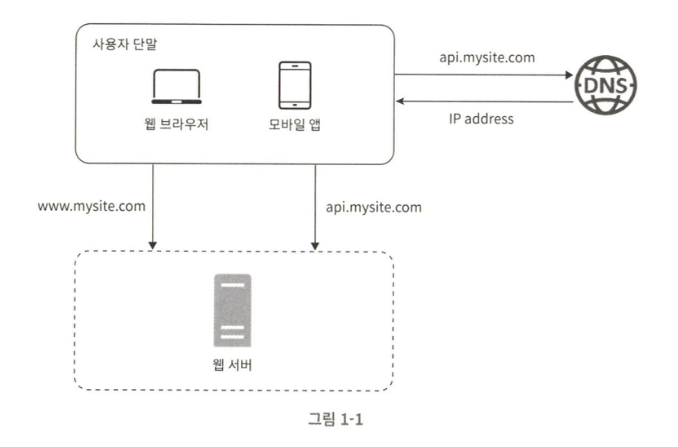 사용자 단말
웹 브라우저
모바일 앱
api.mysite.com
DNS
IP address
www.mysite.com
api.mysite.com
웹 서버
그림 1-1